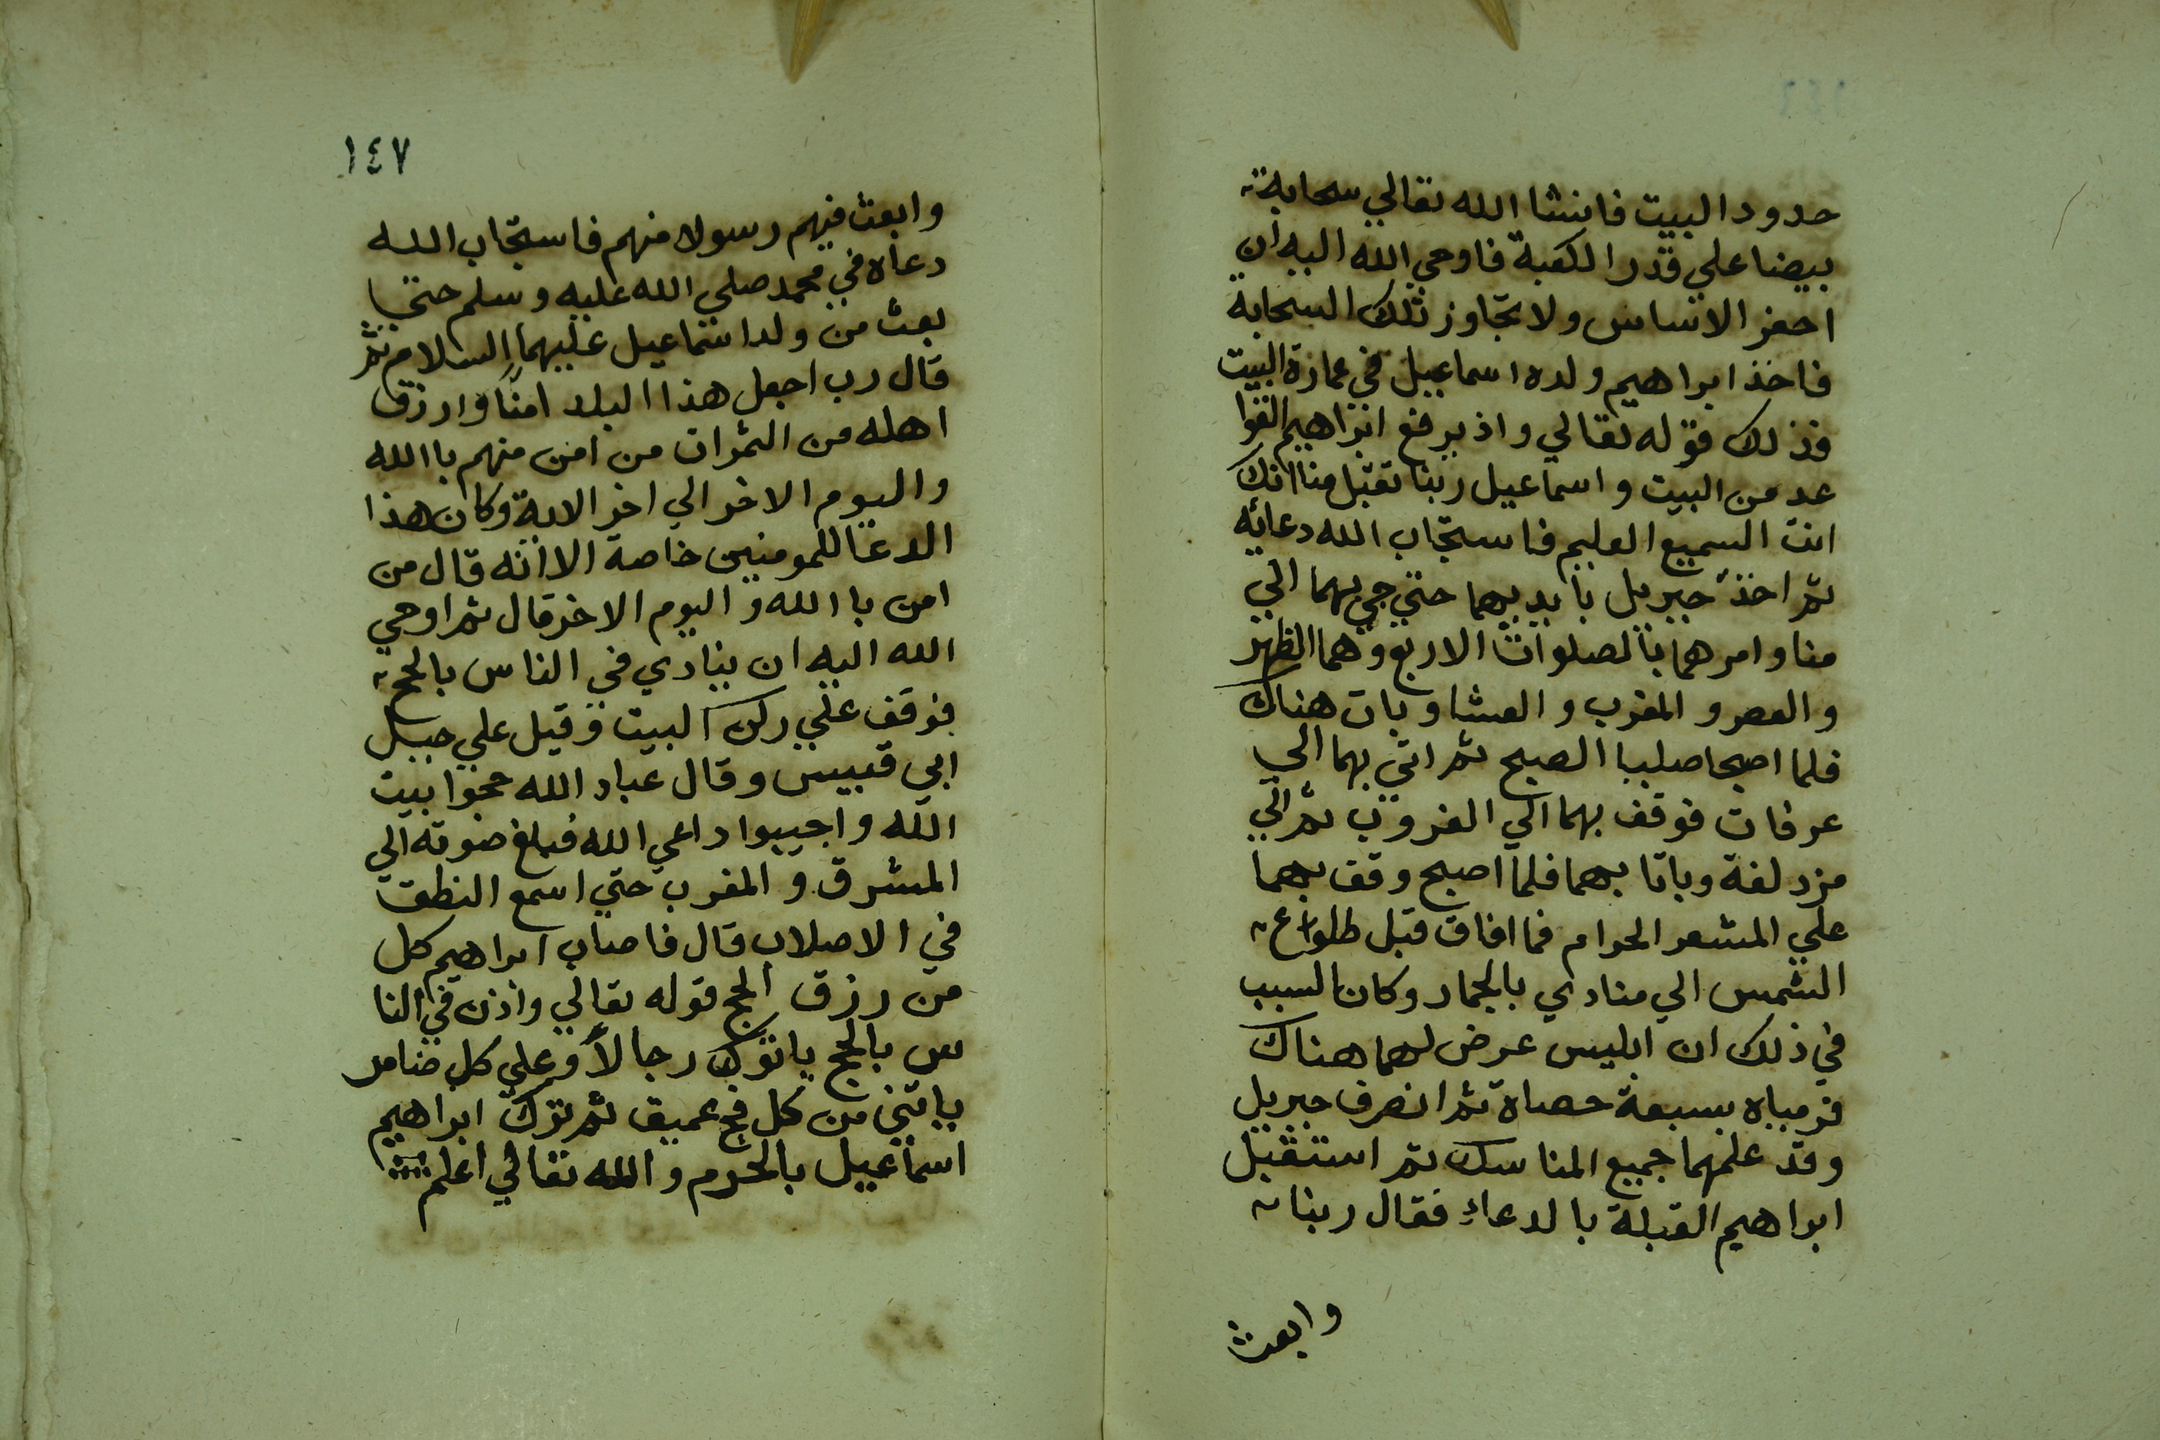 حدود البيت فانشا الله تعالي سحابة
بيضا علي قدر الكعبة فاوحي الله اليه ان
احفر الاساس ولا تجاوز تلك السحابة
فاخذ ابراهيم ولده اسماعيل في عمارة البيت
فذلك قوله تعالي واذ يرفع ابراهيم القوا
عد من البيت واسماعيل ربنا تقبل منا انك
انت السميع العليم فاستجاب الله دعائه
ثم اخذ جبريل بايديهما حتي جي بهما الي
منا وامرهما بالصلوات الاربع وهما الظهر
والعصر والمغرب والعشا وبات هناك
فلما اصبحا صليا الصبح ثم اتي بهما الي
عرفات فوقف بهما الي الغروب ثم الي
مزدلفة وباتا بهما فلما اصبح وقف بهما
علي المشعر الحرام فما افاق قبل طلوع
الشمس الي منادي بالجمار وكان السبب
في ذلك ان ابليس عرض لهما هناك
فرمياه بسبعة حصاة ثم انصرف جبريل
وقد علمهما جميع المناسك ثم استقبل
ابراهيم القبلة بالدعاء فقال ربنا
وابعث
١٤٧
وابعث فيهم رسولا منهم فاستجاب الله
دعاه في محمد صلي الله عليه وسلم حتي
بعث من ولد اسماعيل عليهما السلام ثم
قال رب اجعل هذا البلد امنا وارزق
اهله من الثمرات من امن منهم باالله
واليوم الاخر الي اخر الاية وكان هذا
الدعا للمومنين خاصة الا انه قال من
امن باالله واليوم الاخر قال ثم اوحي
الله اليه ان ينادي في الناس بالحج
فوقف علي ركن البيت وقيل علي جبل
ابي قبيس وقال عباد الله حجوا بيت
الله واجيبوا داعي الله فبلغ صوته الي
المشرق والمغرب حتي اسمع النطق
في الاصلاب قال فاصاب ابراهيم كل
من رزق الحج قوله تعالي واذن في النا
س بالحج ياتوك رجالا وعلي كل ضامر
ياتين من كل فج عميق ثم ترك ابراهيم
اسماعيل بالحرم والله تعالي اعلم